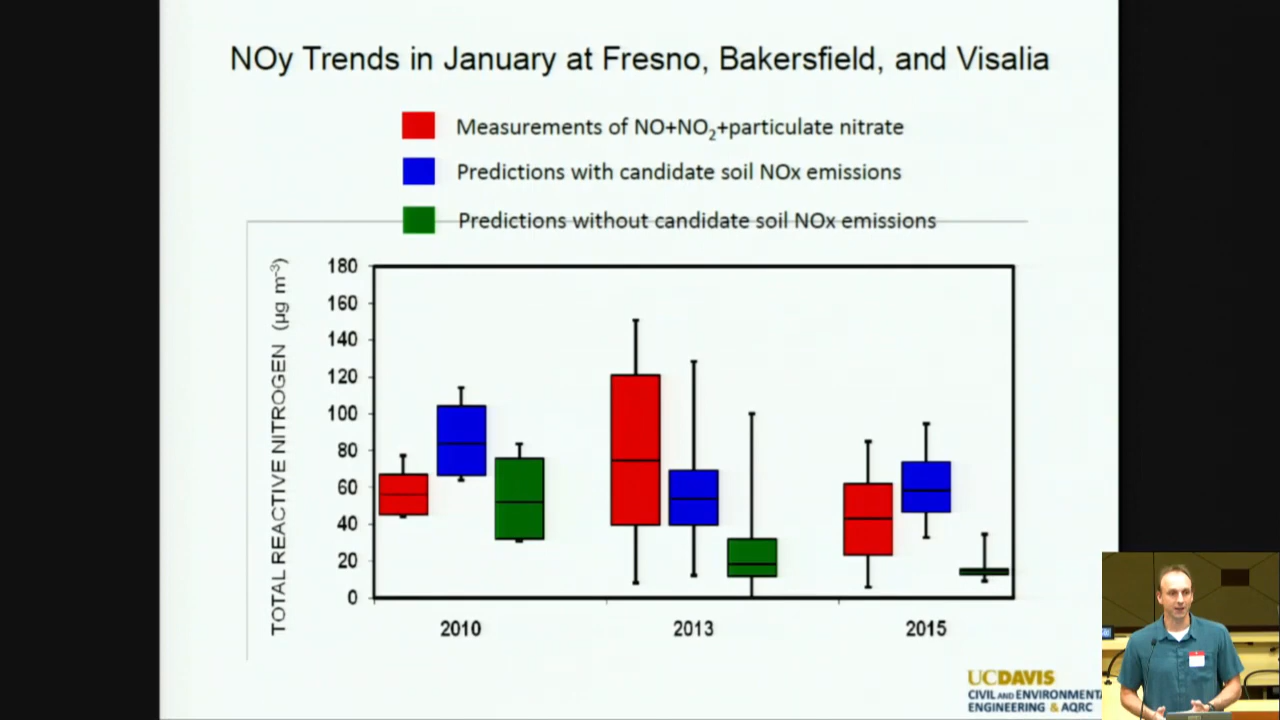 NOy Trends in January at Fresno, Bakersfield, and Visalia
Measurements of NO+NO₂+particulate nitrate
Predictions with candidate soil NOx emissions
Predictions without candidate soil NOx emissions
TOTAL REACTIVE NITROGEN (µg m⁻³)
180
160
140
120
100
80
60
40
20
0
2010
2013
2015
UCDAVIS
CIVIL AND ENVIRONMENTA
ENGINEERING & AQRC